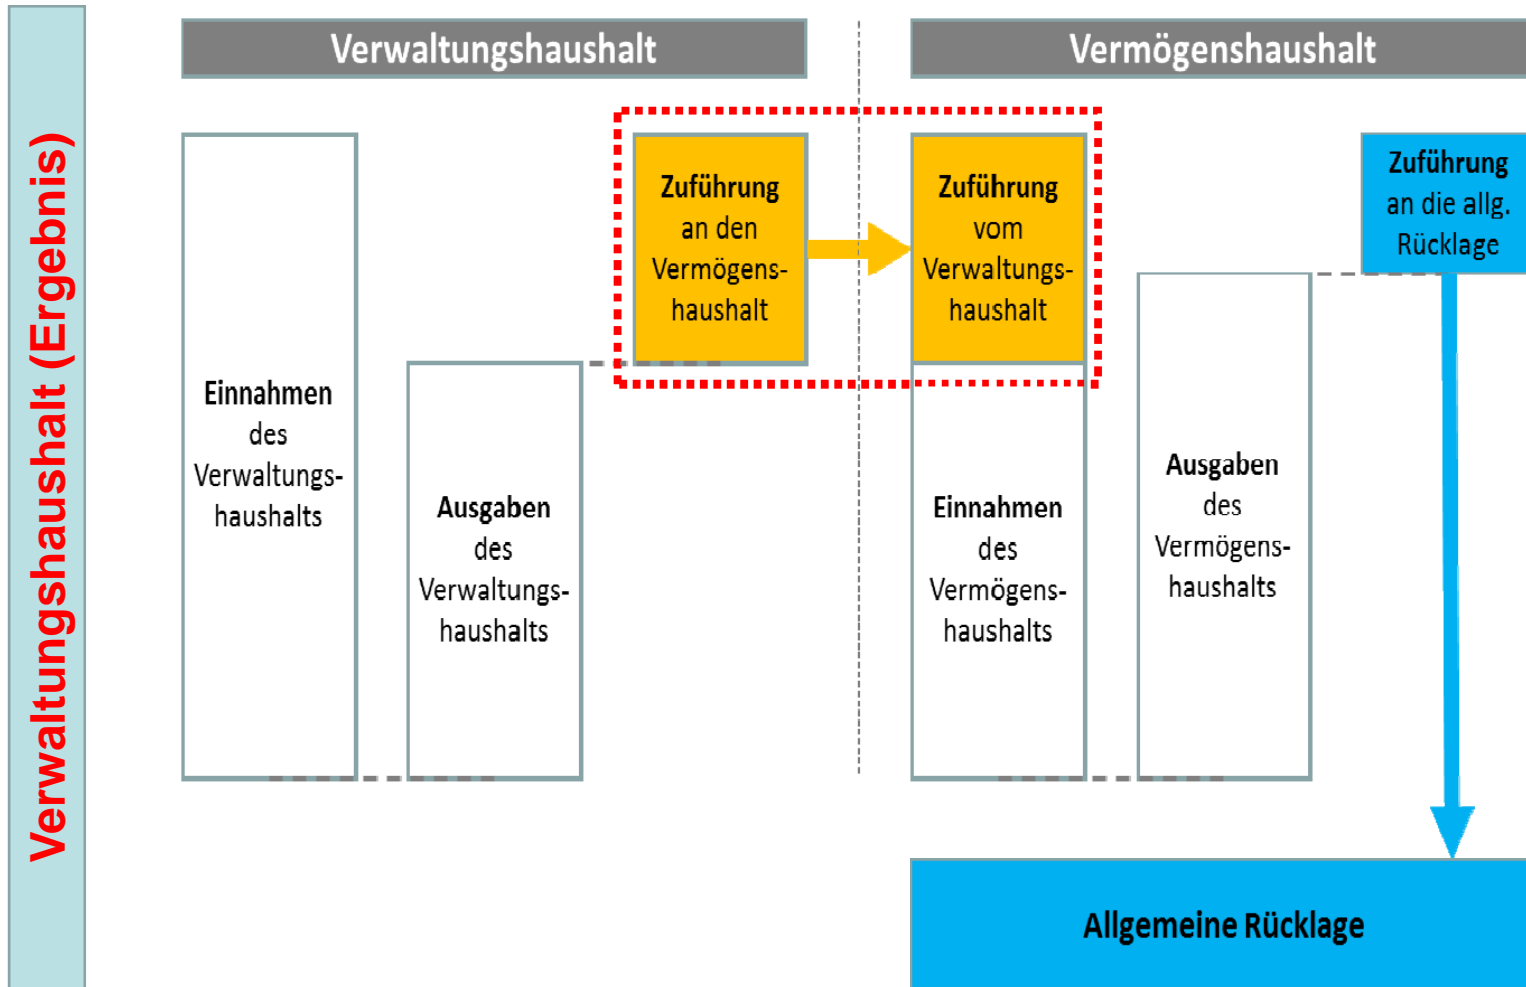 Verwaltungshaushalt (Ergebnis)
Verwaltungshaushalt
Vermögenshaushalt
Einnahmen
des
Verwaltungs-
haushalts
Ausgaben
des
Verwaltungs-
haushalts
Zuführung
an den
Vermögens-
haushalt
Zuführung
vom
Verwaltungs-
haushalt
Einnahmen
des
Vermögens-
haushalts
Ausgaben
des
Vermögens-
haushalts
Zuführung
an die allg.
Rücklage
Allgemeine Rücklage